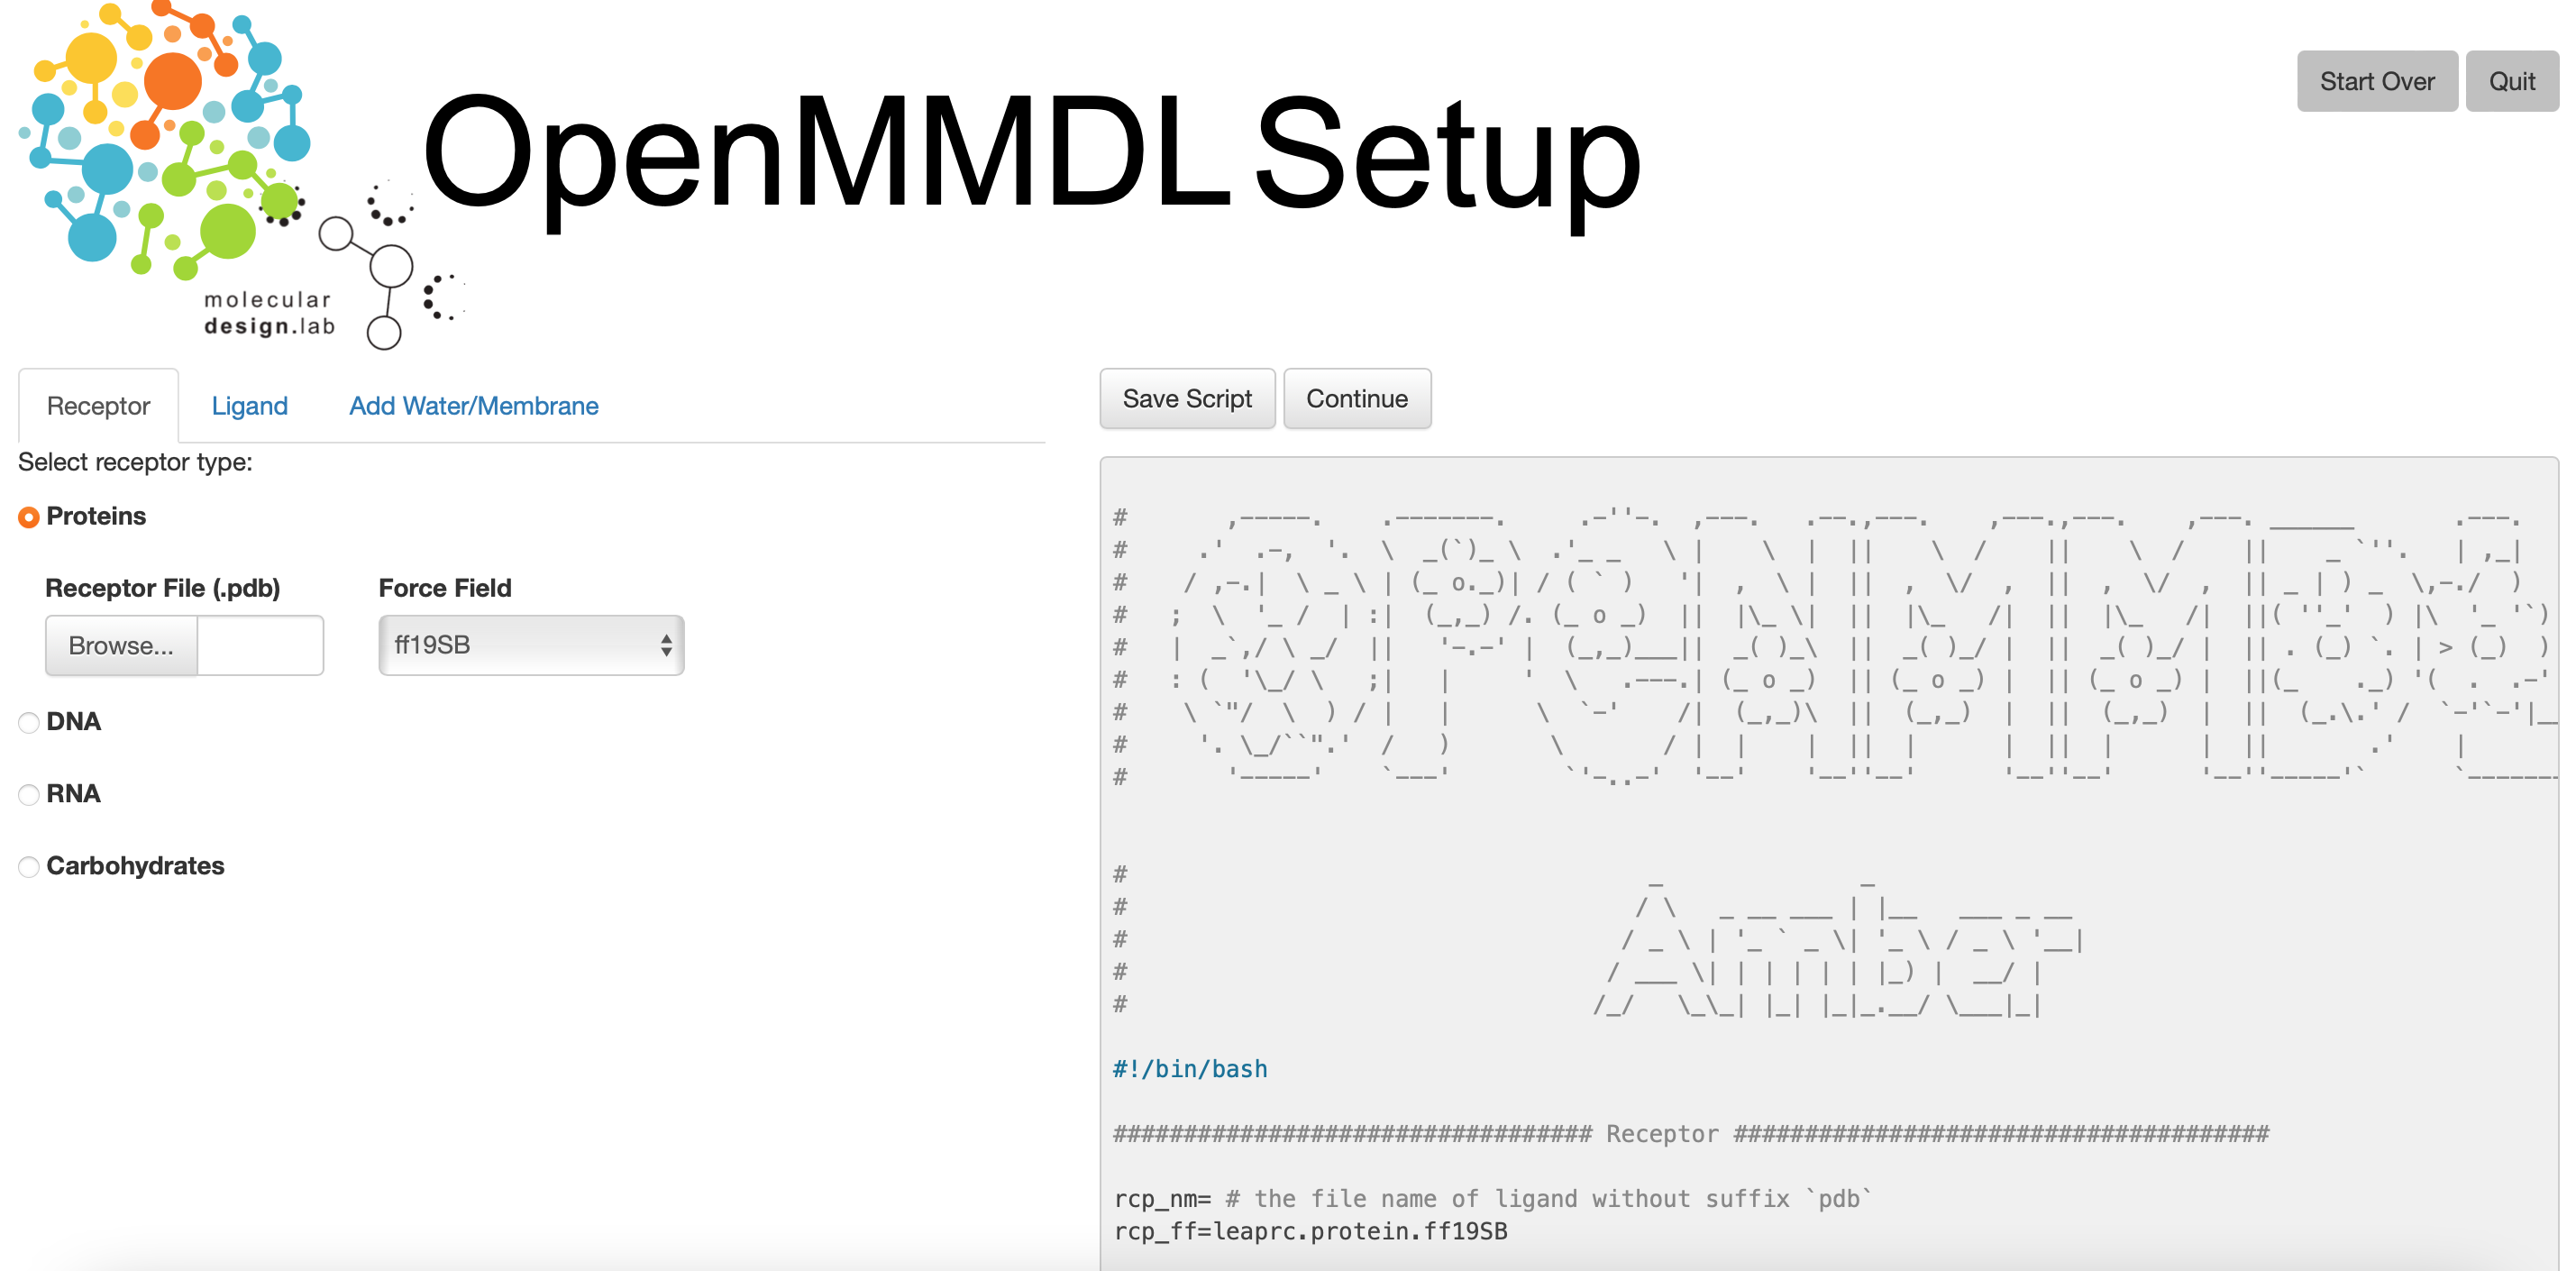 OpenMMDL Setup
Start Over
Quit
molecular
design.lab
Receptor
Ligand
Add Water/Membrane
Select receptor type:
Proteins
Receptor File (.pdb)
Force Field
Browse...
ff19SB
DNA
RNA
Carbohydrates
Save Script
Continue
OpenMMDL
Amber
#!/bin/bash
################################## Receptor ######################################
rcp_nm= # the file name of ligand without suffix `pdb`
rcp_ff=leaprc.protein.ff19SB